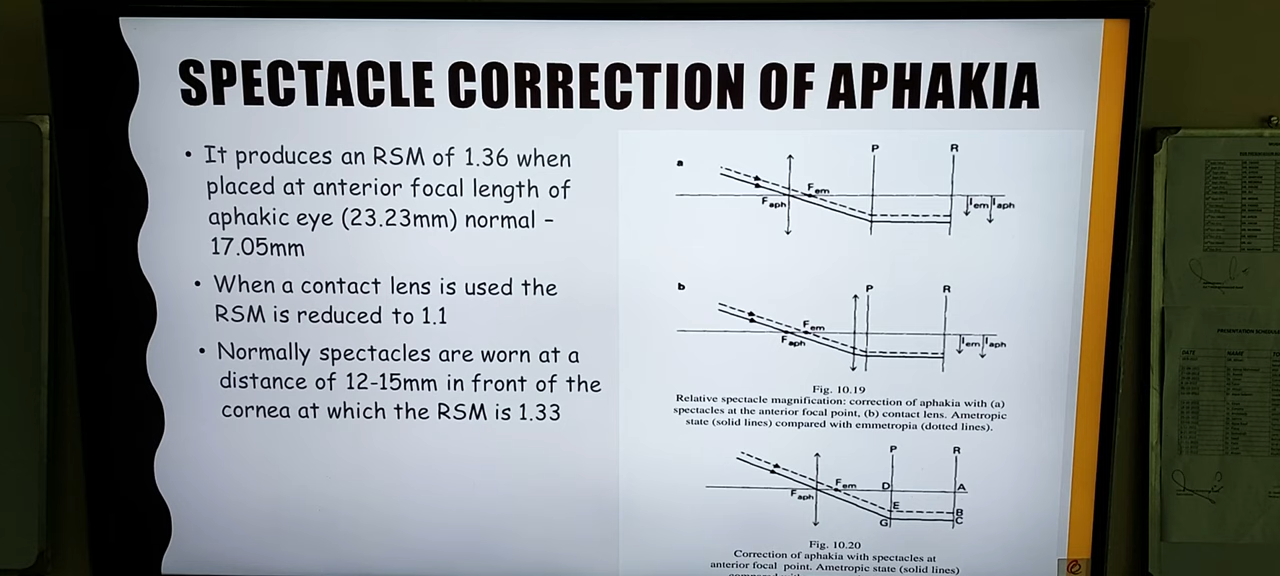 SPECTACLE CORRECTION OF APHAKIA
• It produces an RSM of 1.36 when
placed at anterior focal length of
aphakic eye (23.23mm) normal –
17.05mm
• When a contact lens is used the
RSM is reduced to 1.1
• Normally spectacles are worn at a
distance of 12-15mm in front of the
cornea at which the RSM is 1.33
a
P
R
Fem
Faph
Iem Iaph
b
P
R
Fem
Faph
Iem Iaph
Fig. 10.19
Relative spectacle magnification: correction of aphakia with (a)
spectacles at the anterior focal point, (b) contact lens. Ametropic
state (solid lines) compared with emmetropia (dotted lines).
P
R
Fem
D
A
Faph
E
B
G
C
Fig. 10.20
Correction of aphakia with spectacles at
anterior focal point. Ametropic state (solid lines)
PRESENTATION
DATE NAME